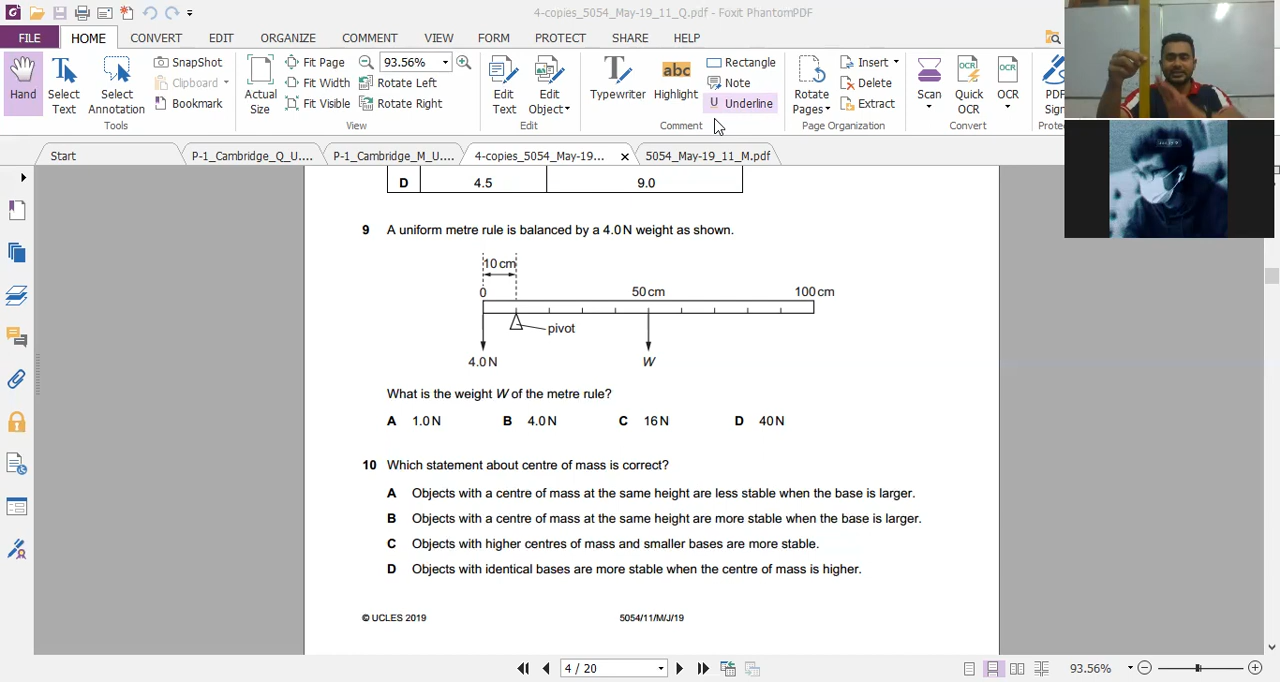 4-copies_5054_May-19_11_Q.pdf - Foxit PhantomPDF
FILE HOME CONVERT EDIT ORGANIZE COMMENT VIEW FORM PROTECT SHARE HELP
Hand
Select Text
Select Annotation
SnapShot
Clipboard
Bookmark
Tools
Actual Size
Fit Page
Fit Width
Fit Visible
93.56%
Rotate Left
Rotate Right
View
Edit Text
Edit Object
Edit
Typewriter
Highlight
Rectangle
Note
Underline
Comment
Rotate Pages
Insert
Delete
Extract
Page Organization
Scan
Quick OCR
OCR
Convert
PDF
Sign
Prote
Start
P-1_Cambridge_Q_U....
P-1_Cambridge_M_U....
4-copies_5054_May-19...
5054_May-19_11_M.pdf
D 4.5 9.0
9 A uniform metre rule is balanced by a 4.0 N weight as shown.
10 cm
0 50 cm 100 cm
pivot
4.0 N W
What is the weight W of the metre rule?
A 1.0 N B 4.0 N C 16 N D 40 N
10 Which statement about centre of mass is correct?
A Objects with a centre of mass at the same height are less stable when the base is larger.
B Objects with a centre of mass at the same height are more stable when the base is larger.
C Objects with higher centres of mass and smaller bases are more stable.
D Objects with identical bases are more stable when the centre of mass is higher.
© UCLES 2019 5054/11/M/J/19
4 / 20
93.56%